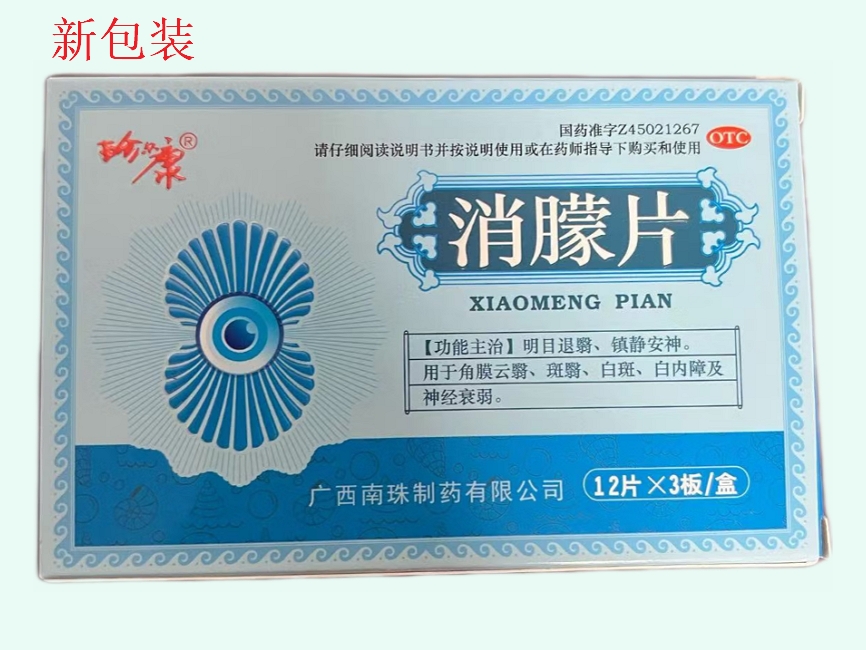 新包装
珍尔康®
国药准字Z45021267
请仔细阅读说明书并按说明使用或在药师指导下购买和使用
OTC
消朦片
XIAOMENG PIAN
【功能主治】明目退翳、镇静安神。
用于角膜云翳、斑翳、白斑、白内障及
神经衰弱。
广西南珠制药有限公司
12片×3板/盒